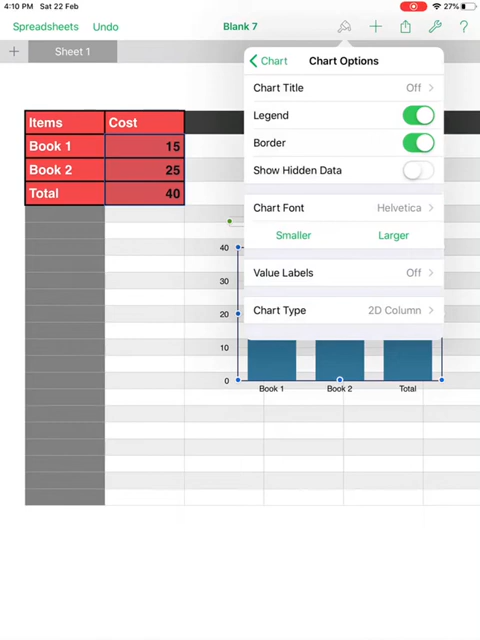 4:10 PM Sat 22 Feb 27%
Spreadsheets Undo Blank 7 ?
Sheet 1
Chart Chart Options
Chart Title Off
Legend
Border
Show Hidden Data
Chart Font Helvetica
Smaller Larger
Value Labels Off
Chart Type 2D Column
Items Cost
Book 1 15
Book 2 25
Total 40
40
30
20
10
0
Book 1 Book 2 Total